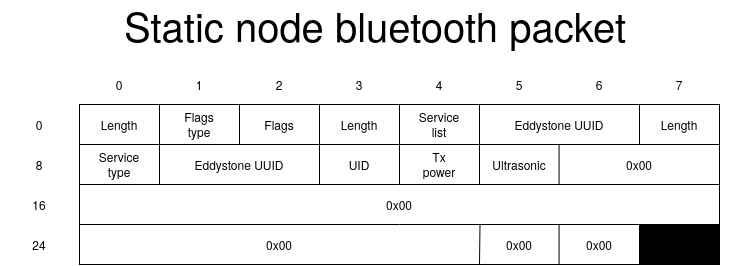 Static node bluetooth packet
0 1 2 3 4 5 6 7
0 Length Flags type Flags Length Service list Eddystone UUID Length
8 Service type Eddystone UUID UID Tx power Ultrasonic 0x00
16 0x00
24 0x00 0x00 0x00